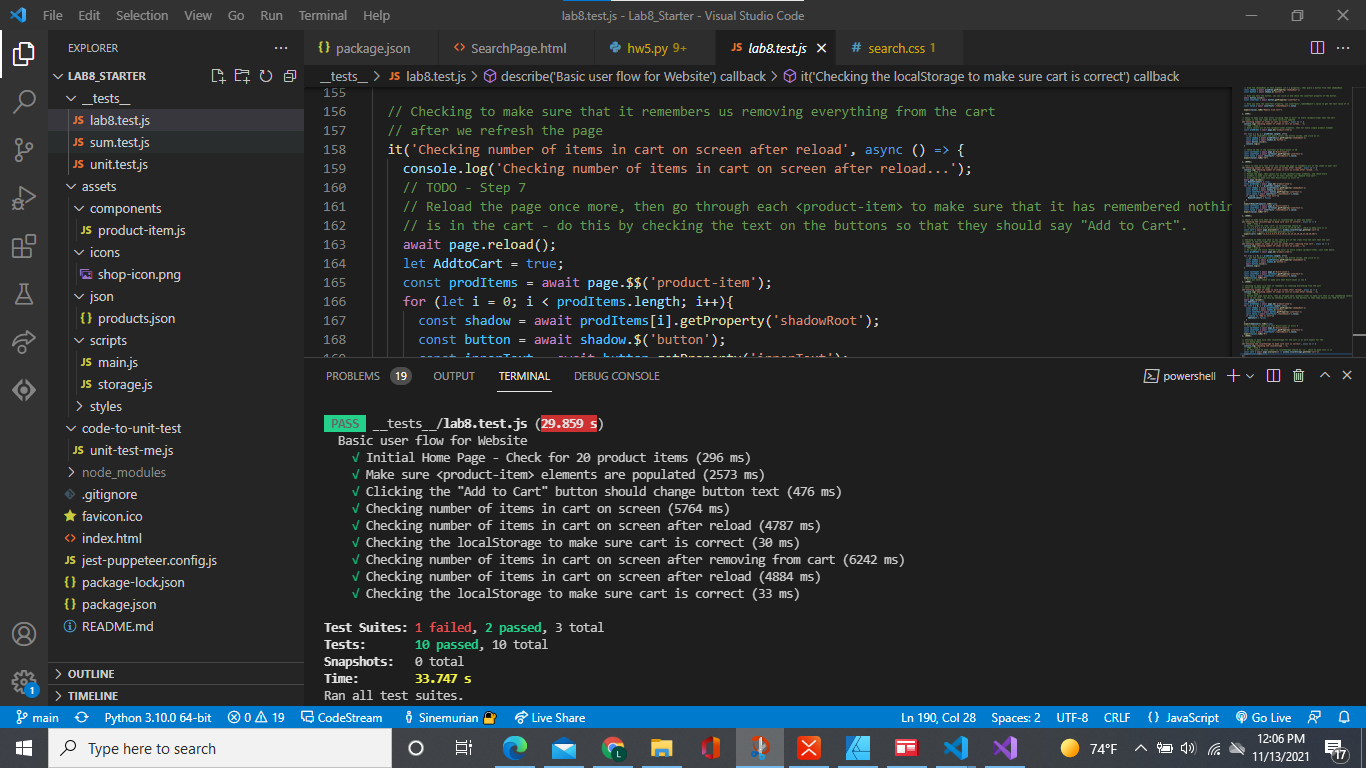 File Edit Selection View Go Run Terminal Help
lab8.test.js - Lab8_Starter - Visual Studio Code
EXPLORER
LAB8_STARTER
__tests__
JS lab8.test.js
JS sum.test.js
JS unit.test.js
assets
components
JS product-item.js
icons
shop-icon.png
json
{} products.json
scripts
JS main.js
JS storage.js
styles
code-to-unit-test
JS unit-test-me.js
node_modules
.gitignore
favicon.ico
<> index.html
JS jest-puppeteer.config.js
{} package-lock.json
{} package.json
README.md
OUTLINE
TIMELINE
1
{} package.json
<> SearchPage.html
hw5.py 9+
JS lab8.test.js
# search.css 1
__tests__ > JS lab8.test.js > describe('Basic user flow for Website') callback > it('Checking the localStorage to make sure cart is correct') callback
155
156 // Checking to make sure that it remembers us removing everything from the cart
157 // after we refresh the page
158 it('Checking number of items in cart on screen after reload', async () => {
159 console.log('Checking number of items in cart on screen after reload...');
160 // TODO - Step 7
161 // Reload the page once more, then go through each <product-item> to make sure that it has remembered nothin
162 // is in the cart - do this by checking the text on the buttons so that they should say "Add to Cart".
163 await page.reload();
164 let AddtoCart = true;
165 const prodItems = await page.$$('product-item');
166 for (let i = 0; i < prodItems.length; i++){
167 const shadow = await prodItems[i].getProperty('shadowRoot');
168 const button = await shadow.$('button');
169 const innerText = await button.getProperty('innerText');
PROBLEMS 19 OUTPUT TERMINAL DEBUG CONSOLE
powershell
PASS __tests__/lab8.test.js (29.859 s)
Basic user flow for Website
√ Initial Home Page - Check for 20 product items (296 ms)
√ Make sure <product-item> elements are populated (2573 ms)
√ Clicking the "Add to Cart" button should change button text (476 ms)
√ Checking number of items in cart on screen (5764 ms)
√ Checking number of items in cart on screen after reload (4787 ms)
√ Checking the localStorage to make sure cart is correct (30 ms)
√ Checking number of items in cart on screen after removing from cart (6242 ms)
√ Checking number of items in cart on screen after reload (4884 ms)
√ Checking the localStorage to make sure cart is correct (33 ms)
Test Suites: 1 failed, 2 passed, 3 total
Tests: 10 passed, 10 total
Snapshots: 0 total
Time: 33.747 s
Ran all test suites.
main Python 3.10.0 64-bit 0 19 CodeStream Sinemurian Live Share Ln 190, Col 28 Spaces: 2 UTF-8 CRLF {} JavaScript Go Live
Type here to search
74°F
12:06 PM
11/13/2021
17